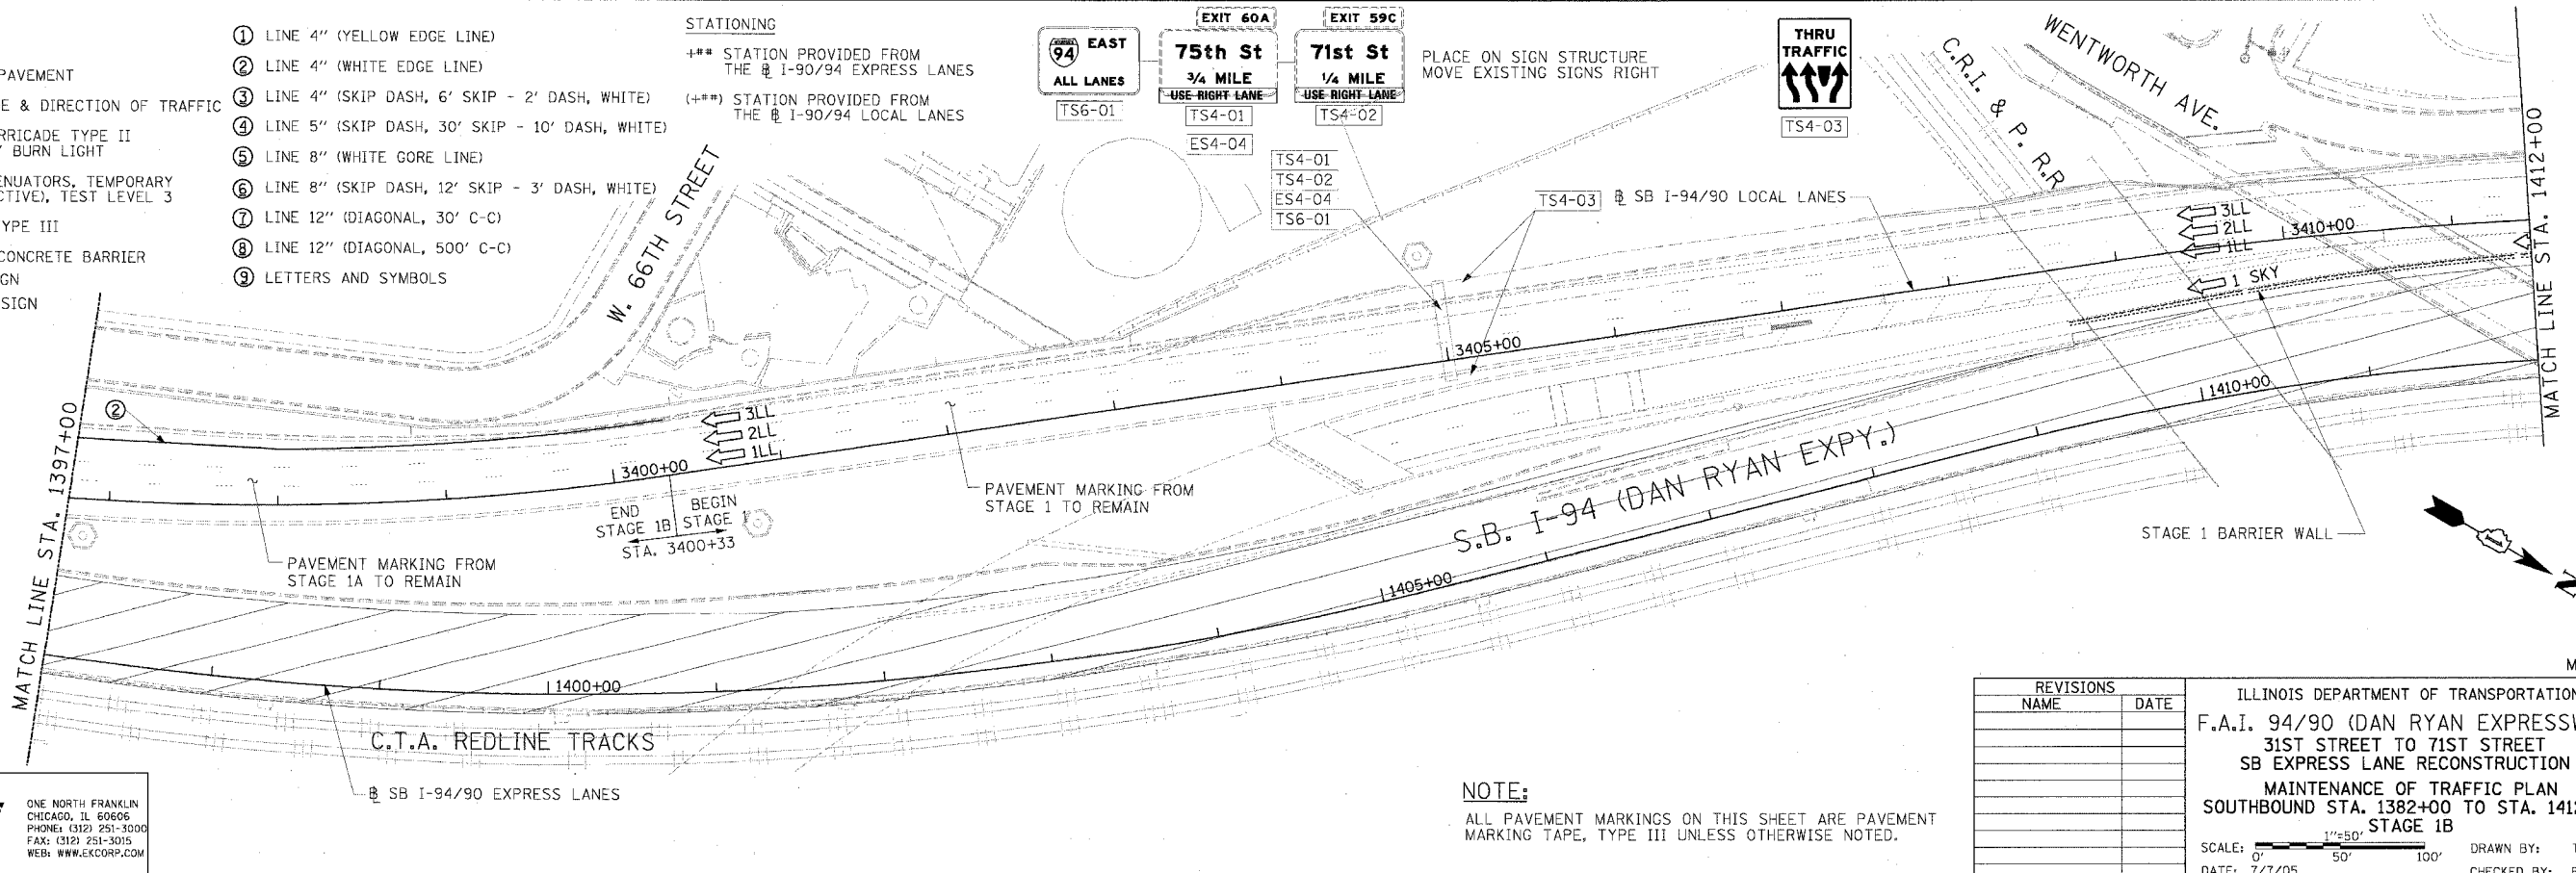 PAVEMENT
E & DIRECTION OF TRAFFIC
RRICADE TYPE II
Y BURN LIGHT
ENUATORS, TEMPORARY
CTIVE), TEST LEVEL 3
YPE III
CONCRETE BARRIER
GN
SIGN
① LINE 4" (YELLOW EDGE LINE)
② LINE 4" (WHITE EDGE LINE)
③ LINE 4" (SKIP DASH, 6' SKIP - 2' DASH, WHITE)
④ LINE 5" (SKIP DASH, 30' SKIP - 10' DASH, WHITE)
⑤ LINE 8" (WHITE GORE LINE)
⑥ LINE 8" (SKIP DASH, 12' SKIP - 3' DASH, WHITE)
⑦ LINE 12" (DIAGONAL, 30' C-C)
⑧ LINE 12" (DIAGONAL, 500' C-C)
⑨ LETTERS AND SYMBOLS
STATIONING
+## STATION PROVIDED FROM
THE ℄ I-90/94 EXPRESS LANES
(+##) STATION PROVIDED FROM
THE ℄ I-90/94 LOCAL LANES
94 EAST
ALL LANES
TS6-01
EXIT 60A
75th St
3/4 MILE
USE RIGHT LANE
TS4-01
ES4-04
EXIT 59C
71st St
1/4 MILE
USE RIGHT LANE
TS4-02
PLACE ON SIGN STRUCTURE
MOVE EXISTING SIGNS RIGHT
THRU
TRAFFIC
TS4-03
TS4-01
TS4-02
ES4-04
TS6-01
TS4-03
℄ SB I-94/90 LOCAL LANES
C.R.I. & P. R.R
WENTWORTH AVE.
W. 66TH STREET
3LL
2LL
1LL
1 SKY
3410+00
MATCH LINE STA. 1412+00
3405+00
1410+00
②
3LL
2LL
1LL
3400+00
END
STAGE 1B
BEGIN
STAGE 1
STA. 3400+33
PAVEMENT MARKING FROM
STAGE 1 TO REMAIN
PAVEMENT MARKING FROM
STAGE 1A TO REMAIN
MATCH LINE STA. 1397+00
S.B. I-94 (DAN RYAN EXPY.)
STAGE 1 BARRIER WALL
1405+00
1400+00
C.T.A. REDLINE TRACKS
℄ SB I-94/90 EXPRESS LANES
N
ONE NORTH FRANKLIN
CHICAGO, IL 60606
PHONE: (312) 251-3000
FAX: (312) 251-3015
WEB: WWW.EKCORP.COM
NOTE:
ALL PAVEMENT MARKINGS ON THIS SHEET ARE PAVEMENT
MARKING TAPE, TYPE III UNLESS OTHERWISE NOTED.
M
REVISIONS
NAME DATE
ILLINOIS DEPARTMENT OF TRANSPORTATION
F.A.I. 94/90 (DAN RYAN EXPRESSW
31ST STREET TO 71ST STREET
SB EXPRESS LANE RECONSTRUCTION
MAINTENANCE OF TRAFFIC PLAN
SOUTHBOUND STA. 1382+00 TO STA. 1412
STAGE 1B
1"=50'
SCALE: 0' 50' 100'
DRAWN BY:
DATE: 7/7/05
CHECKED BY: